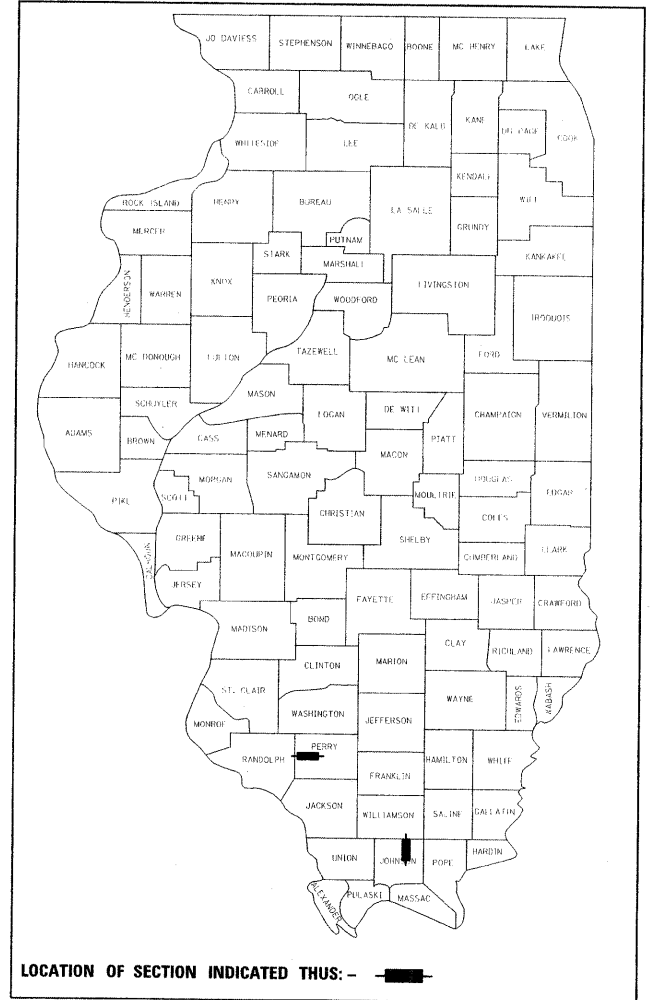 JO DAVIESS STEPHENSON WINNEBAGO BOONE MC HENRY LAKE
CARROLL OGLE DE KALB KANE DU PAGE COOK
WHITESIDE LEE
KENDALL
ROCK ISLAND HENRY BUREAU LA SALLE WILL
MERCER GRUNDY
PUTNAM
STARK MARSHALL KANKAKEE
HENDERSON WARREN KNOX PEORIA WOODFORD LIVINGSTON IROQUOIS
HANCOCK MC DONOUGH FULTON TAZEWELL MC LEAN FORD
MASON
SCHUYLER LOGAN DE WITT CHAMPAIGN VERMILION
ADAMS BROWN CASS MENARD MACON PIATT
SANGAMON
PIKE SCOTT MORGAN MOULTRIE DOUGLAS EDGAR
CHRISTIAN COLES
GREENE MACOUPIN MONTGOMERY SHELBY CUMBERLAND CLARK
CALHOUN JERSEY
FAYETTE EFFINGHAM JASPER CRAWFORD
MADISON BOND
CLAY RICHLAND LAWRENCE
CLINTON MARION
ST. CLAIR WAYNE EDWARDS WABASH
MONROE WASHINGTON JEFFERSON
RANDOLPH PERRY HAMILTON WHITE
FRANKLIN
JACKSON WILLIAMSON SALINE GALLATIN
UNION JOHNSON POPE HARDIN
ALEXANDER PULASKI MASSAC
LOCATION OF SECTION INDICATED THUS: -